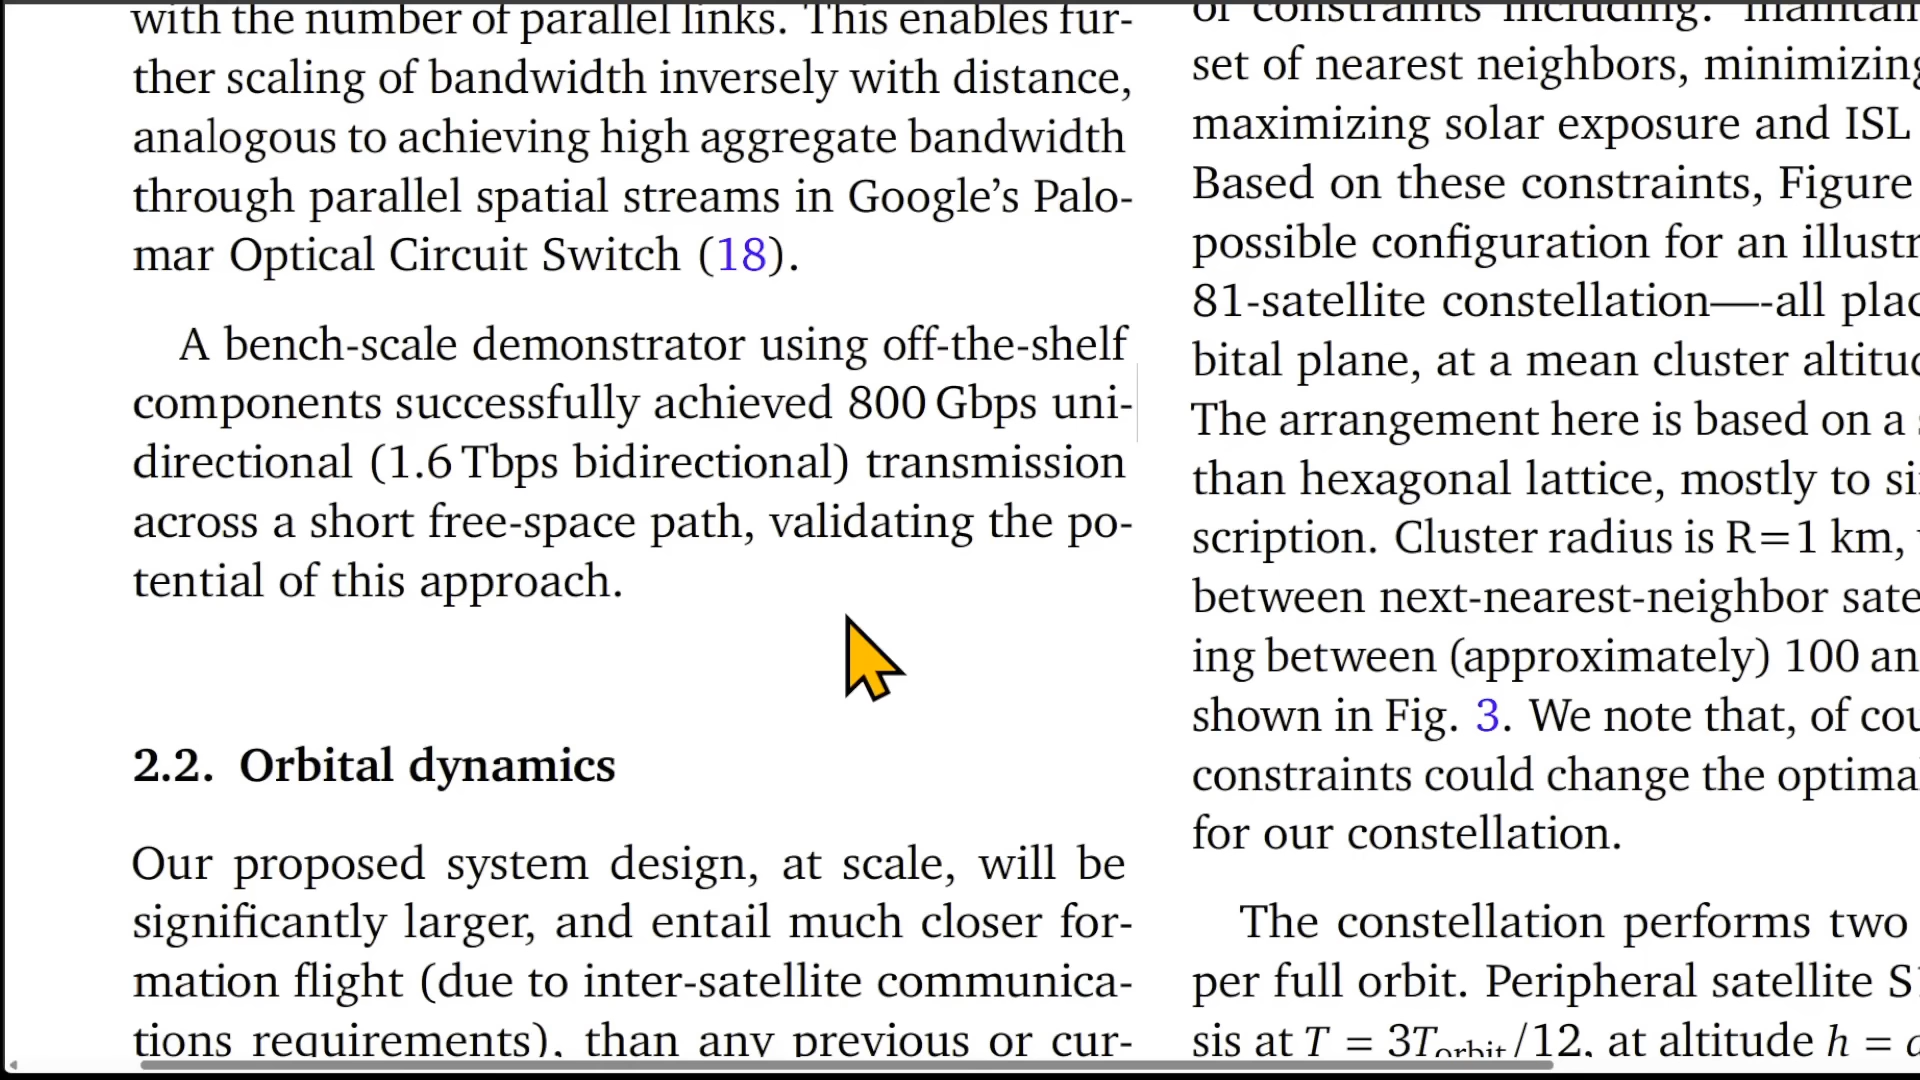 with the number of parallel links. This enables fur-
ther scaling of bandwidth inversely with distance,
analogous to achieving high aggregate bandwidth
through parallel spatial streams in Google’s Palo-
mar Optical Circuit Switch (18).
A bench-scale demonstrator using off-the-shelf
components successfully achieved 800 Gbps uni-
directional (1.6 Tbps bidirectional) transmission
across a short free-space path, validating the po-
tential of this approach.
2.2. Orbital dynamics
Our proposed system design, at scale, will be
significantly larger, and entail much closer for-
mation flight (due to inter-satellite communica-
tions requirements), than any previous or cur-
of constraints including: maintain
set of nearest neighbors, minimizing
maximizing solar exposure and ISL
Based on these constraints, Figure
possible configuration for an illustr
81-satellite constellation—-all plac
bital plane, at a mean cluster altitud
The arrangement here is based on a
than hexagonal lattice, mostly to si
scription. Cluster radius is R=1 km,
between next-nearest-neighbor sate
ing between (approximately) 100 an
shown in Fig. 3. We note that, of cou
constraints could change the optima
for our constellation.
The constellation performs two
per full orbit. Peripheral satellite S
sis at T = 3Torbit/12, at altitude h =